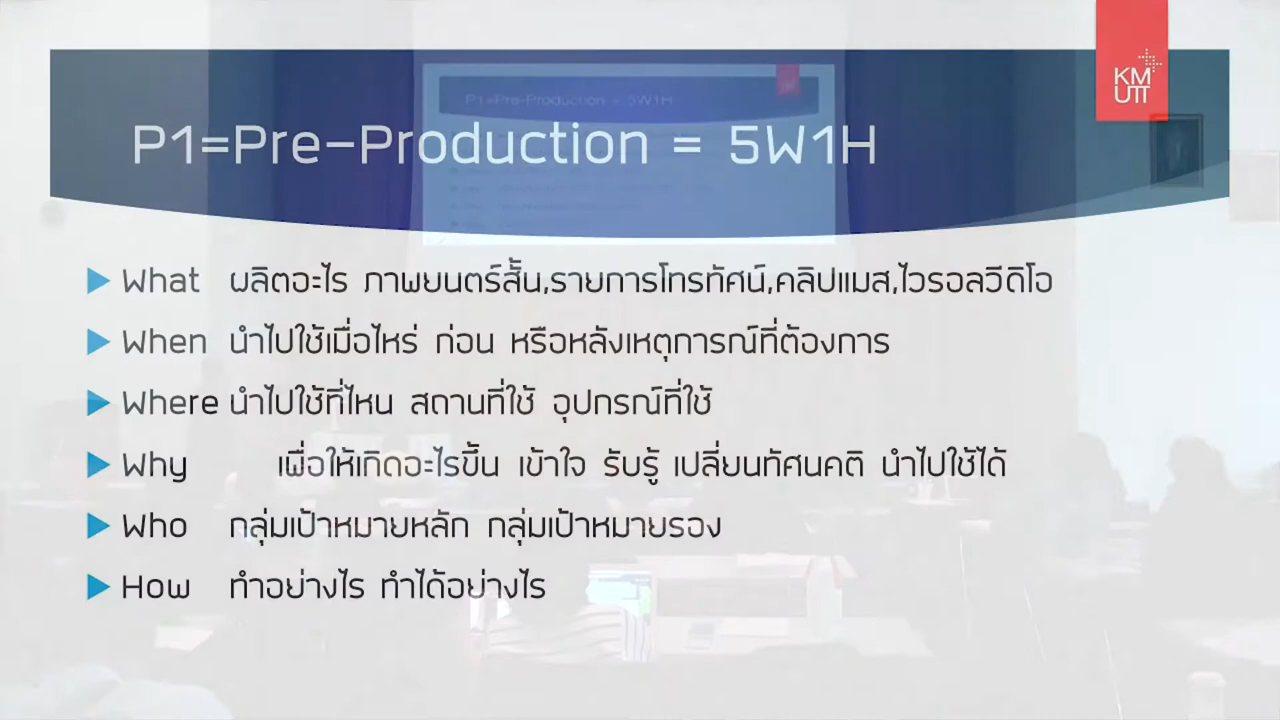 KM
UTT
P1=Pre-Production = 5W1H
P1=Pre-Production = 5W1H
What ผลิตอะไร ภาพยนตร์สั้น,รายการโทรทัศน์,คลิปแมส,ไวรอลวีดิโอ
When นำไปใช้เมื่อไหร่ ก่อน หรือหลังเหตุการณ์ที่ต้องการ
Where นำไปใช้ที่ไหน สถานที่ใช้ อุปกรณ์ที่ใช้
Why เพื่อให้เกิดอะไรขึ้น เข้าใจ รับรู้ เปลี่ยนทัศนคติ นำไปใช้ได้
Who กลุ่มเป้าหมายหลัก กลุ่มเป้าหมายรอง
How ทำอย่างไร ทำได้อย่างไร